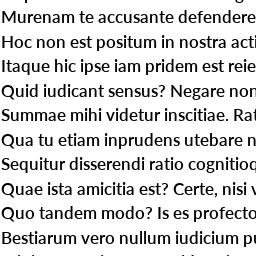 Murenam te accusante defendere
Hoc non est positum in nostra acti
Itaque hic ipse iam pridem est reie
Quid iudicant sensus? Negare non
Summae mihi videtur inscitiae. Rat
Qua tu etiam inprudens utebare n
Sequitur disserendi ratio cognitioq
Quae ista amicitia est? Certe, nisi v
Quo tandem modo? Is es profecto
Bestiarum vero nullum iudicium pu